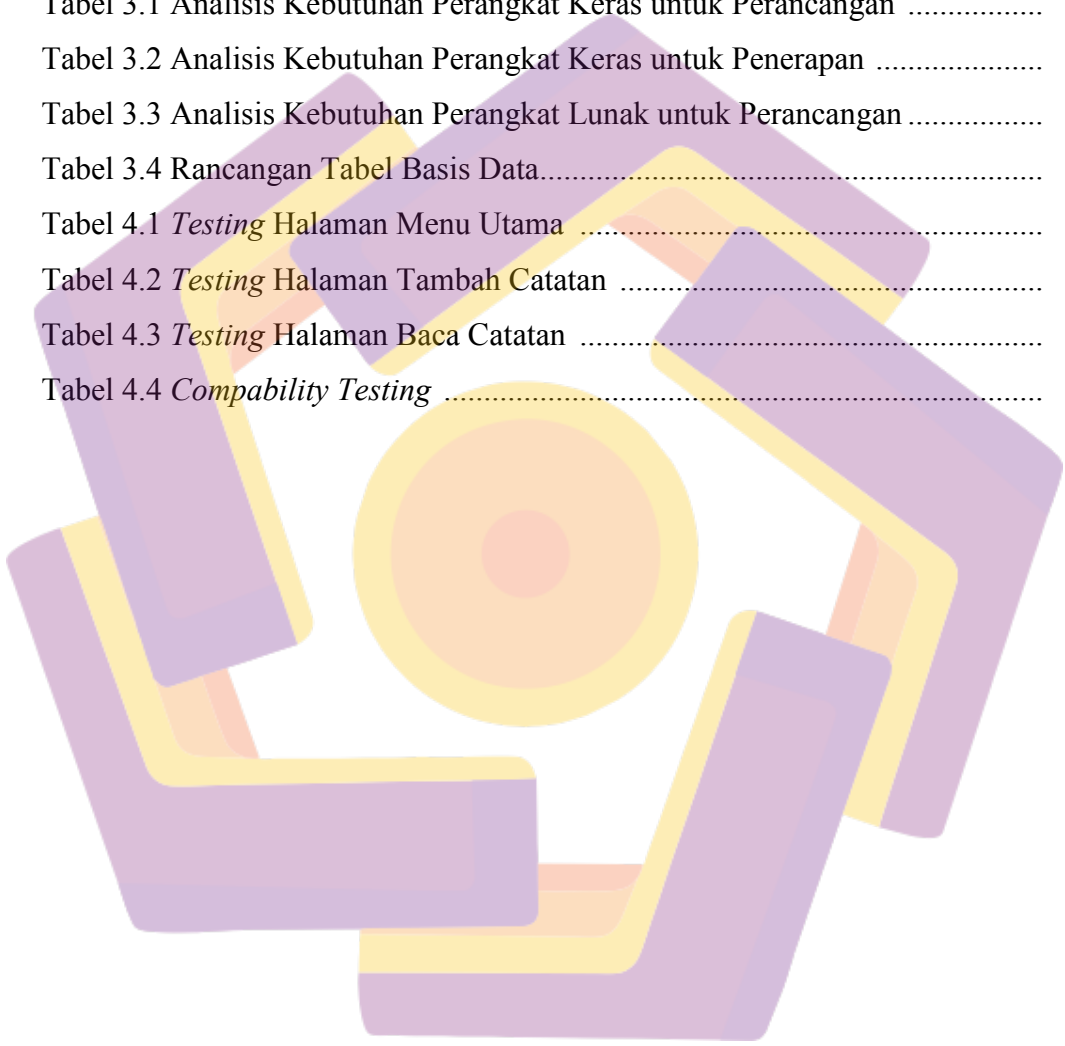 Tabel 3.1 Analisis Kebutuhan Perangkat Keras untuk Perancangan .................
Tabel 3.2 Analisis Kebutuhan Perangkat Keras untuk Penerapan ....................
Tabel 3.3 Analisis Kebutuhan Perangkat Lunak untuk Perancangan .................
Tabel 3.4 Rancangan Tabel Basis Data..............................................................
Tabel 4.1 Testing Halaman Menu Utama .........................................................
Tabel 4.2 Testing Halaman Tambah Catatan ....................................................
Tabel 4.3 Testing Halaman Baca Catatan .........................................................
Tabel 4.4 Compability Testing ..........................................................................